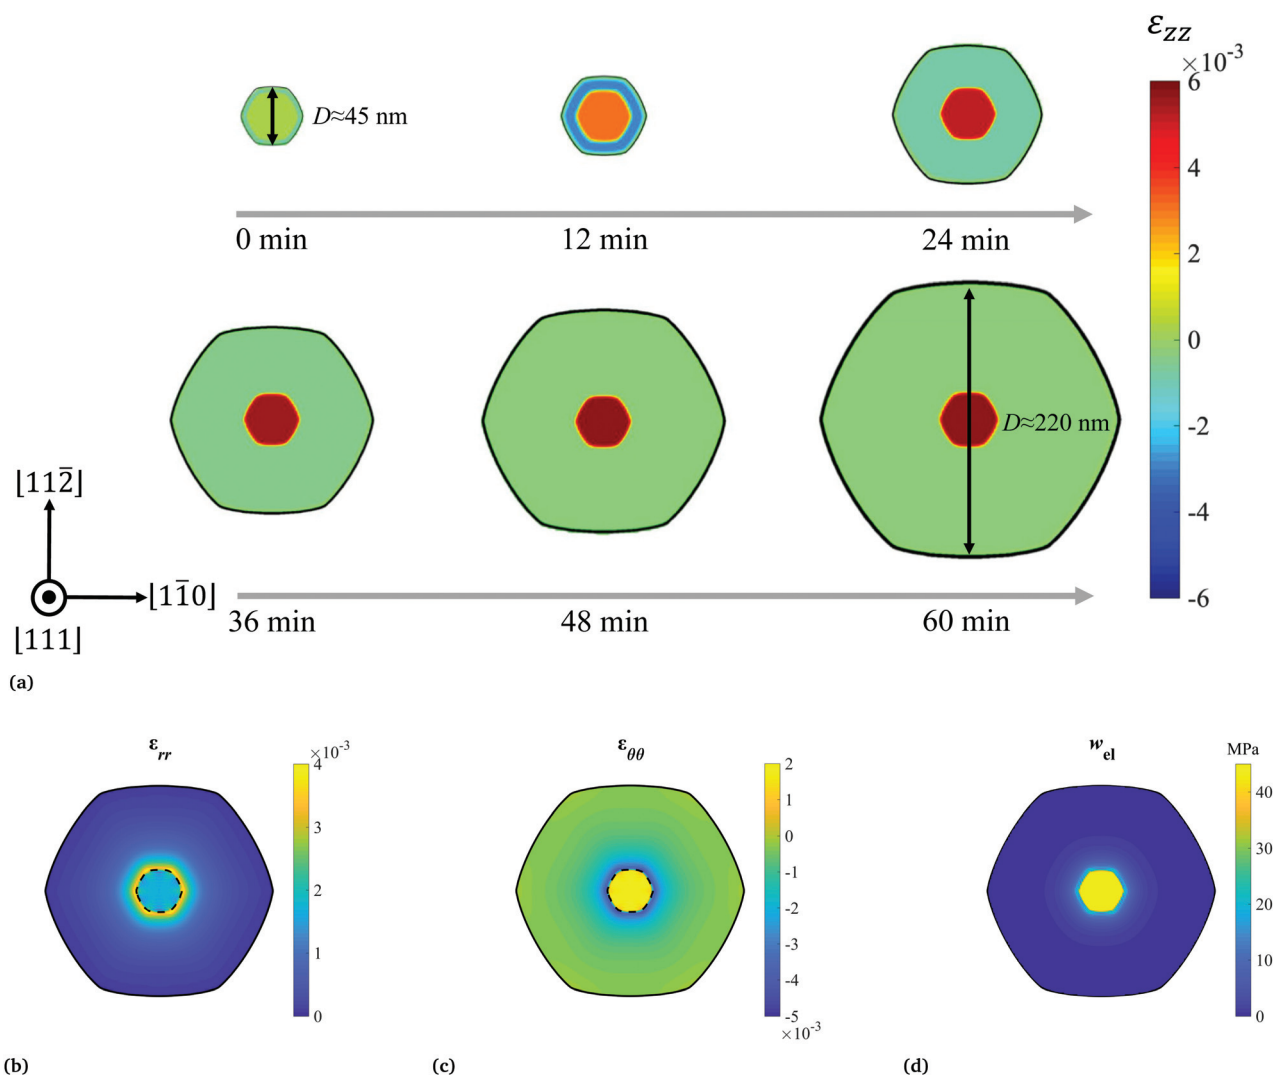 ε_zz
×10⁻³
6
4
2
0
-2
-4
-6
D≈45 nm
0 min
12 min
24 min
D≈220 nm
36 min
48 min
60 min
⌊112̅⌋
⌊11̅0⌋
⌊111⌋
(a)
ε_rr
×10⁻³
4
3
2
1
0
(b)
ε_θθ
2
1
0
-1
-2
-3
-4
-5
×10⁻³
(c)
w_el
MPa
40
30
20
10
0
(d)